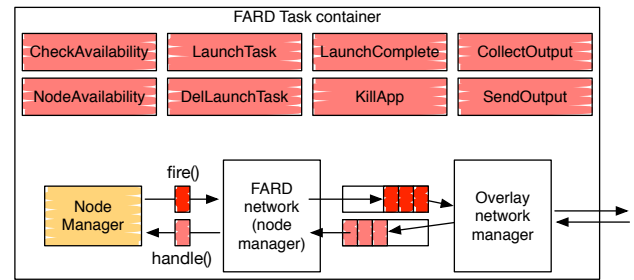 FARD Task container
CheckAvailability LaunchTask LaunchComplete CollectOutput
NodeAvailability DelLaunchTask KillApp SendOutput
fire()
Node
Manager
handle()
FARD
network
(node
manager)
Overlay
network
manager